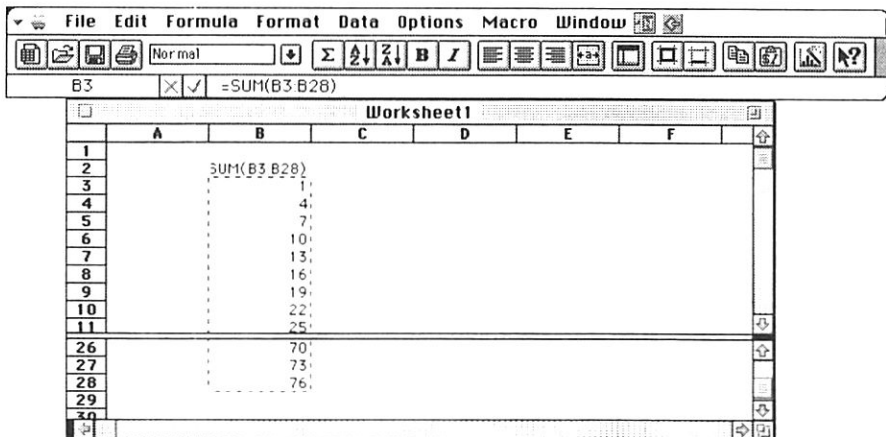 File Edit Formula Format Data Options Macro Window
Normal Σ A Z Z A B I a ?
B3 =SUM(B3:B28)
Worksheet1
A B C D E F
1
2 SUM(B3:B28)
3 1
4 4
5 7
6 10
7 13
8 16
9 19
10 22
11 25
26 70
27 73
28 76
29
30